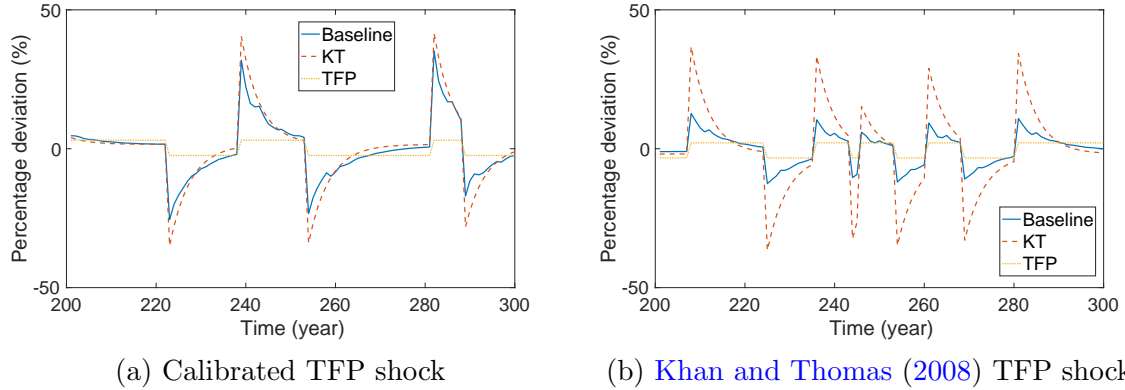 50
0
-50
Percentage deviation (%)
Baseline
KT
TFP
200 220 240 260 280 300
Time (year)
(a) Calibrated TFP shock
50
0
-50
Percentage deviation (%)
Baseline
KT
TFP
200 220 240 260 280 300
Time (year)
(b) Khan and Thomas (2008) TFP shock